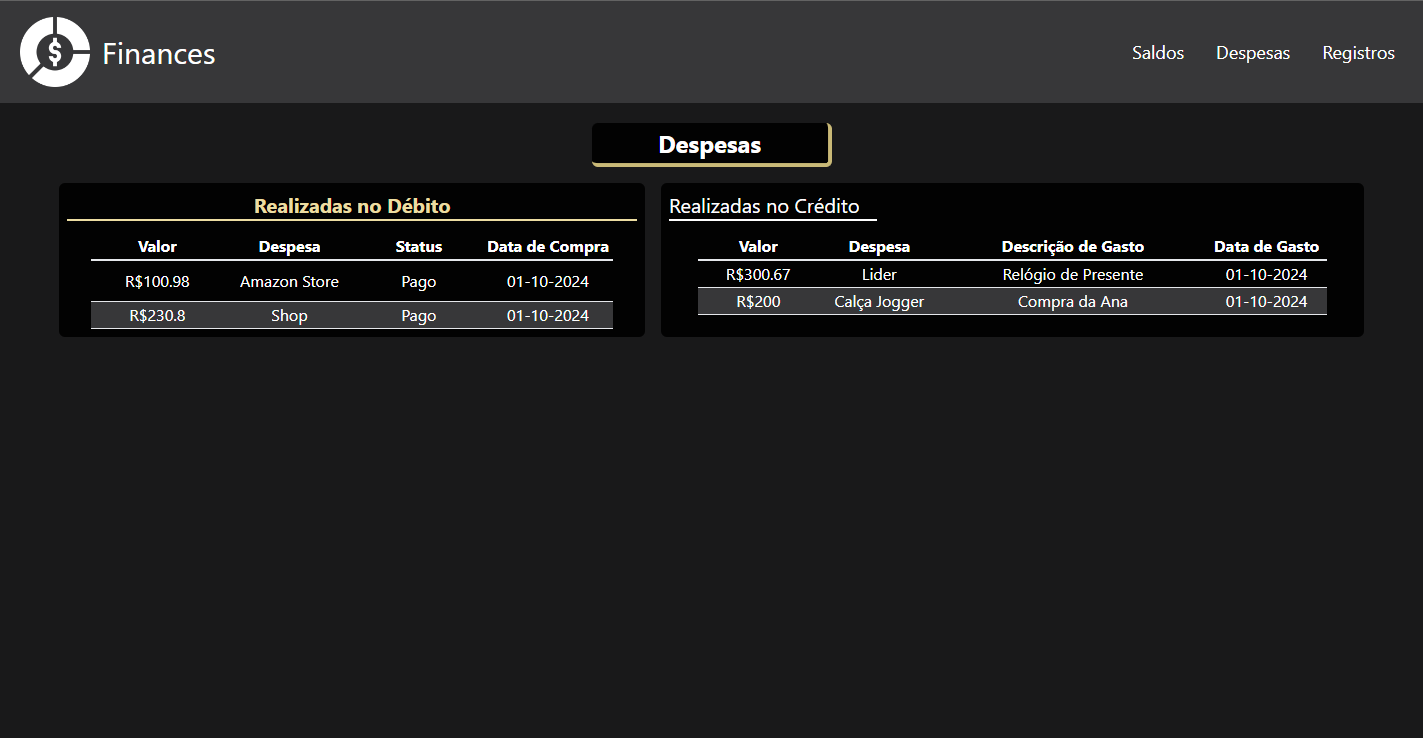 $ Finances
Saldos Despesas Registros
Despesas
Realizadas no Débito
Valor Despesa Status Data de Compra
R$100.98 Amazon Store Pago 01-10-2024
R$230.8 Shop Pago 01-10-2024
Realizadas no Crédito
Valor Despesa Descrição de Gasto Data de Gasto
R$300.67 Lider Relógio de Presente 01-10-2024
R$200 Calça Jogger Compra da Ana 01-10-2024